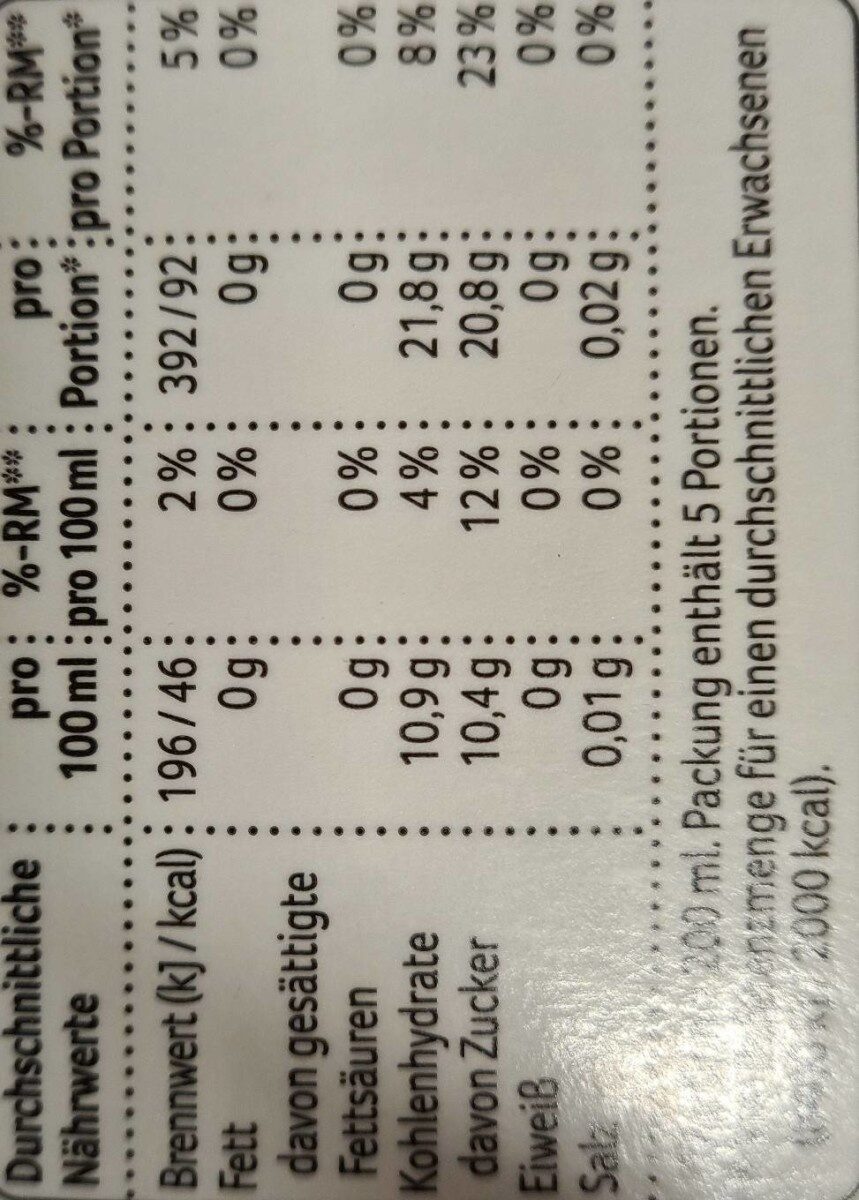 Durchschnittliche pro %-RM** pro %-RM**
Nährwerte 100 ml pro 100 ml Portion* pro Portion*
Brennwert (kJ / kcal) 196 / 46 2 % 392 / 92 5 %
Fett 0 g 0 % 0 g 0 %
davon gesättigte
Fettsäuren 0 g 0 % 0 g 0 %
Kohlenhydrate 10,9 g 4 % 21,8 g 8 %
davon Zucker 10,4 g 12 % 20,8 g 23 %
Eiweiß 0 g 0 % 0 g 0 %
Salz 0,01 g 0 % 0,02 g 0 %
200 ml. Packung enthält 5 Portionen.
für einen durchschnittlichen Erwachsenen
2000 kcal).